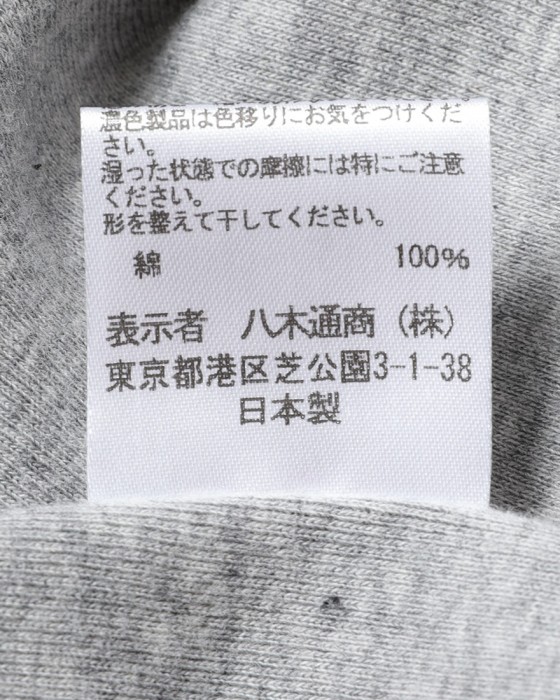 濃色製品は色移りにお気をつけくだ
さい。
湿った状態での摩擦には特にご注意
ください。
形を整えて干してください。
綿 100%
表示者 八木通商（株）
東京都港区芝公園3-1-38
日本製